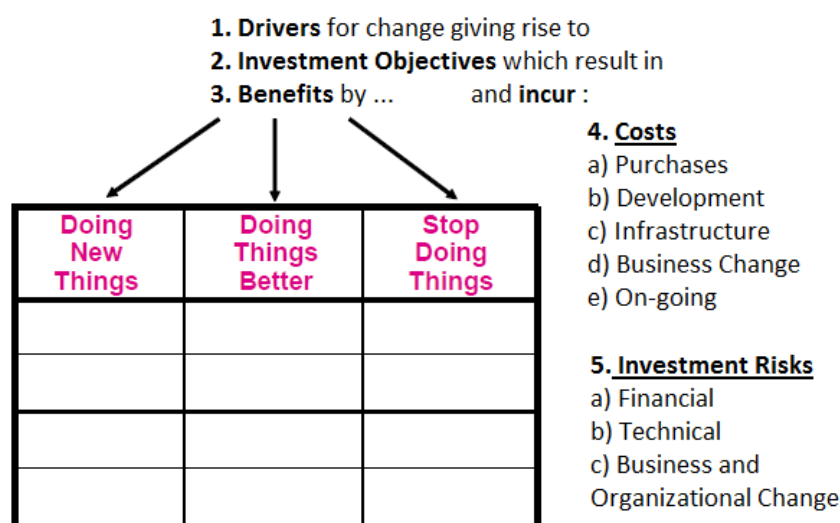 1. Drivers for change giving rise to
2. Investment Objectives which result in
3. Benefits by ... and incur :
Doing
New
Things
Doing
Things
Better
Stop
Doing
Things
4. Costs
a) Purchases
b) Development
c) Infrastructure
d) Business Change
e) On-going
5. Investment Risks
a) Financial
b) Technical
c) Business and
Organizational Change